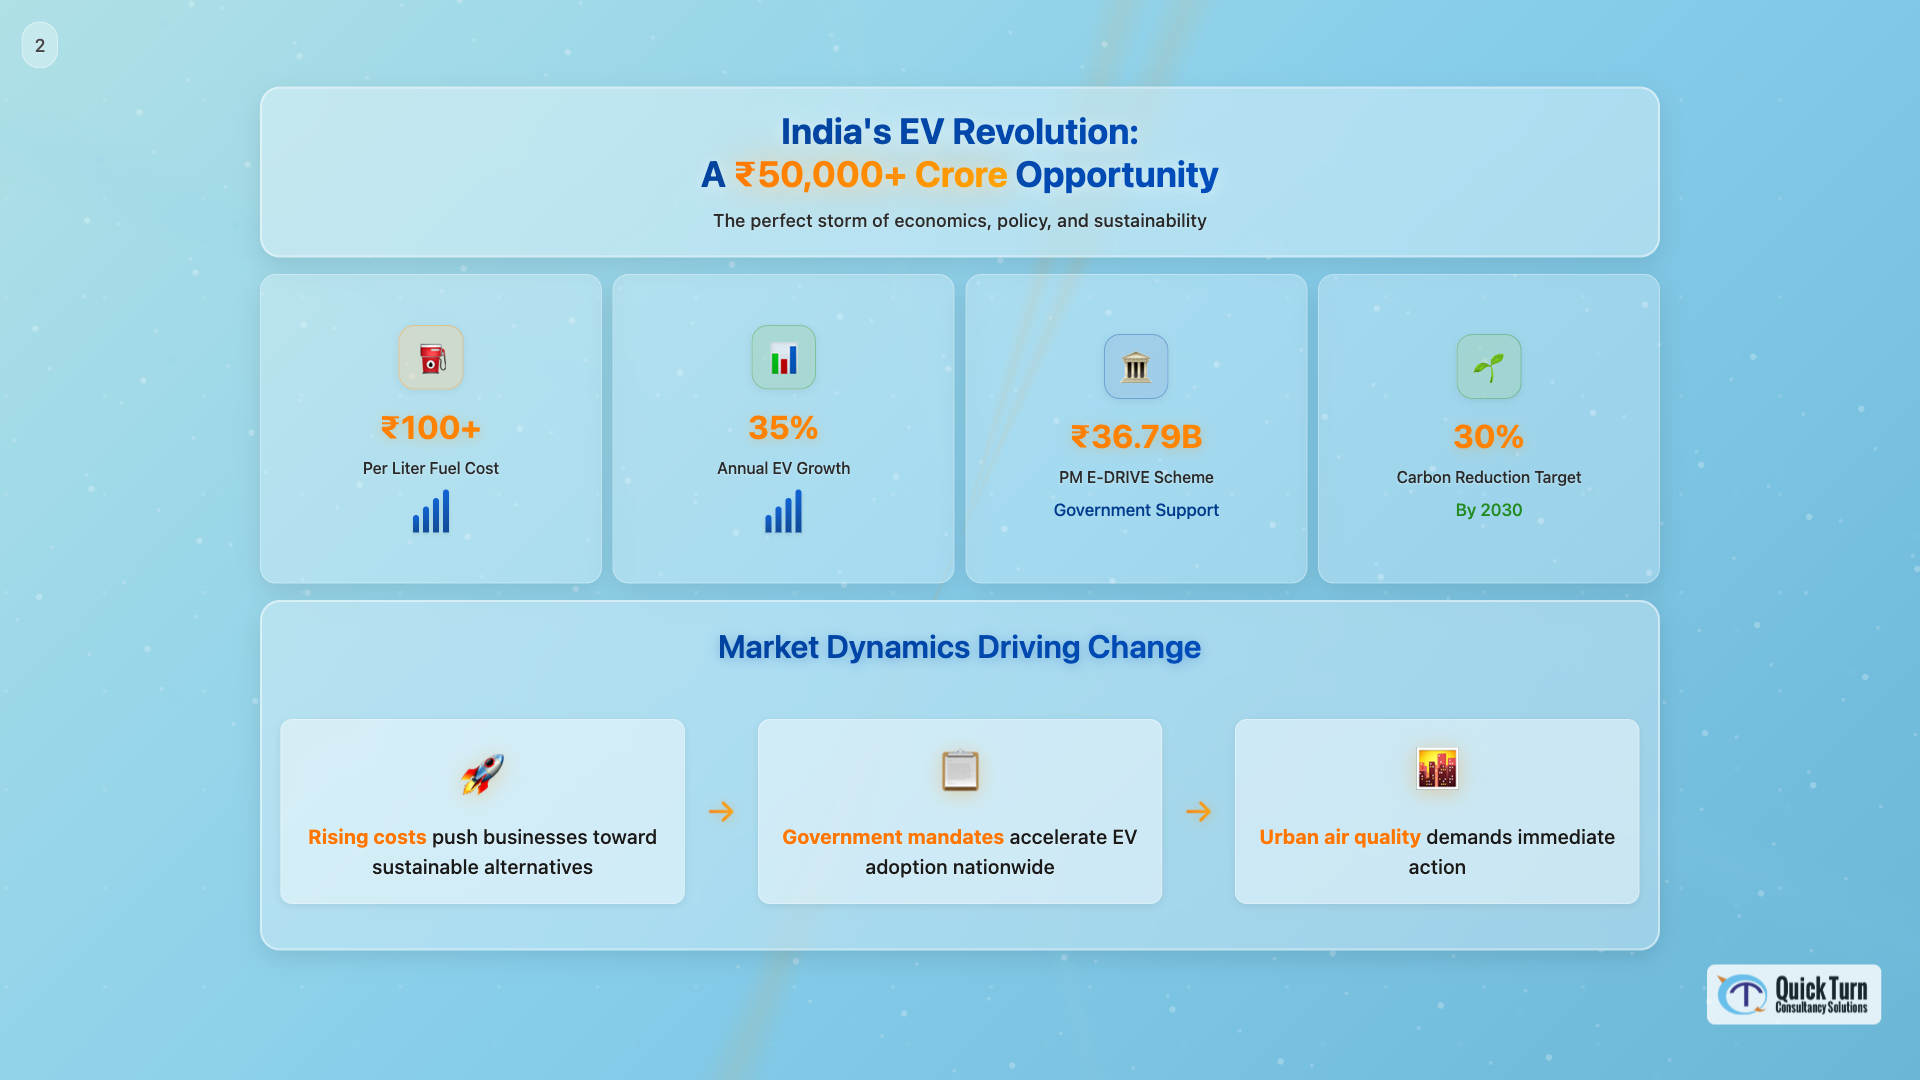 2
India's EV Revolution:
A ₹50,000+ Crore Opportunity
The perfect storm of economics, policy, and sustainability
₹100+
Per Liter Fuel Cost
35%
Annual EV Growth
₹36.79B
PM E-DRIVE Scheme
Government Support
30%
Carbon Reduction Target
By 2030
Market Dynamics Driving Change
Rising costs push businesses toward
sustainable alternatives
→
Government mandates accelerate EV
adoption nationwide
→
Urban air quality demands immediate
action
Quick Turn
Consultancy Solutions